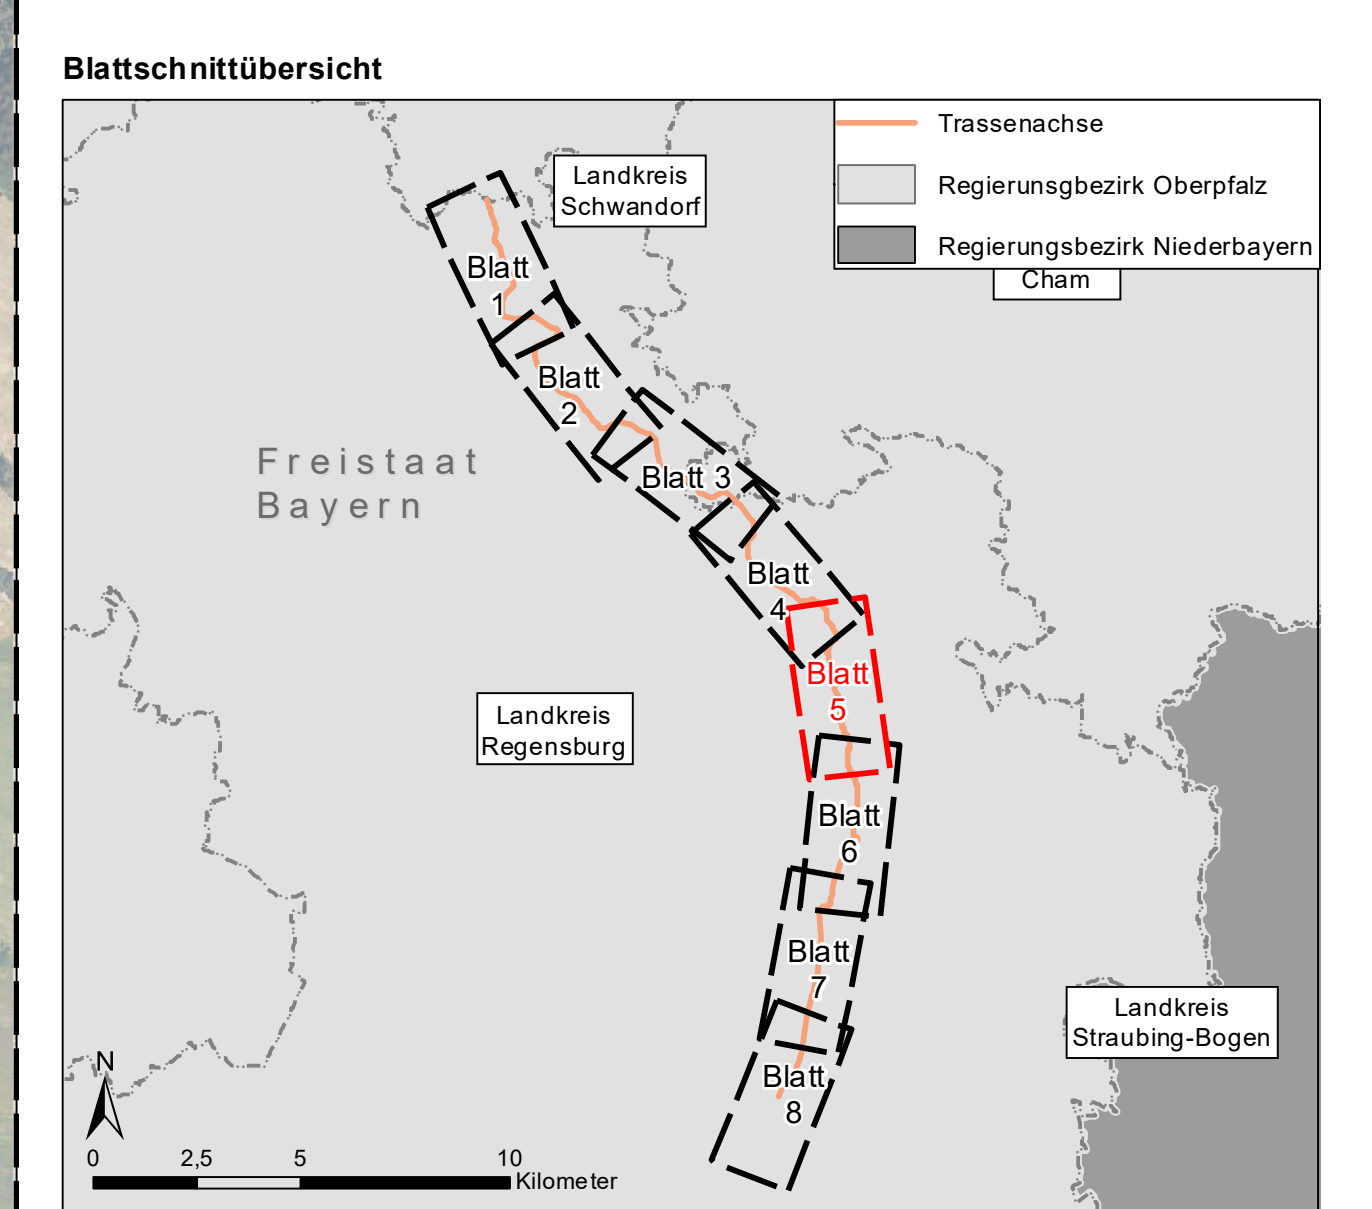 Blattschnittübersicht
Trassenachse
Regierunsgbezirk Oberpfalz
Regierungsbezirk Niederbayern
Landkreis
Schwandorf
Cham
Blatt
1
Blatt
2
Freistaat
Bayern
Blatt 3
Blatt
4
Blatt
5
Landkreis
Regensburg
Blatt
6
Blatt
7
Landkreis
Straubing-Bogen
Blatt
8
N
0 2,5 5 10
Kilometer